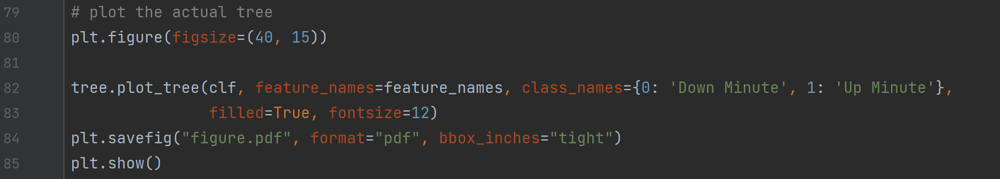 79 # plot the actual tree
80 plt.figure(figsize=(40, 15))
81
82 tree.plot_tree(clf, feature_names=feature_names, class_names={0: 'Down Minute', 1: 'Up Minute'},
83 filled=True, fontsize=12)
84 plt.savefig("figure.pdf", format="pdf", bbox_inches="tight")
85 plt.show()